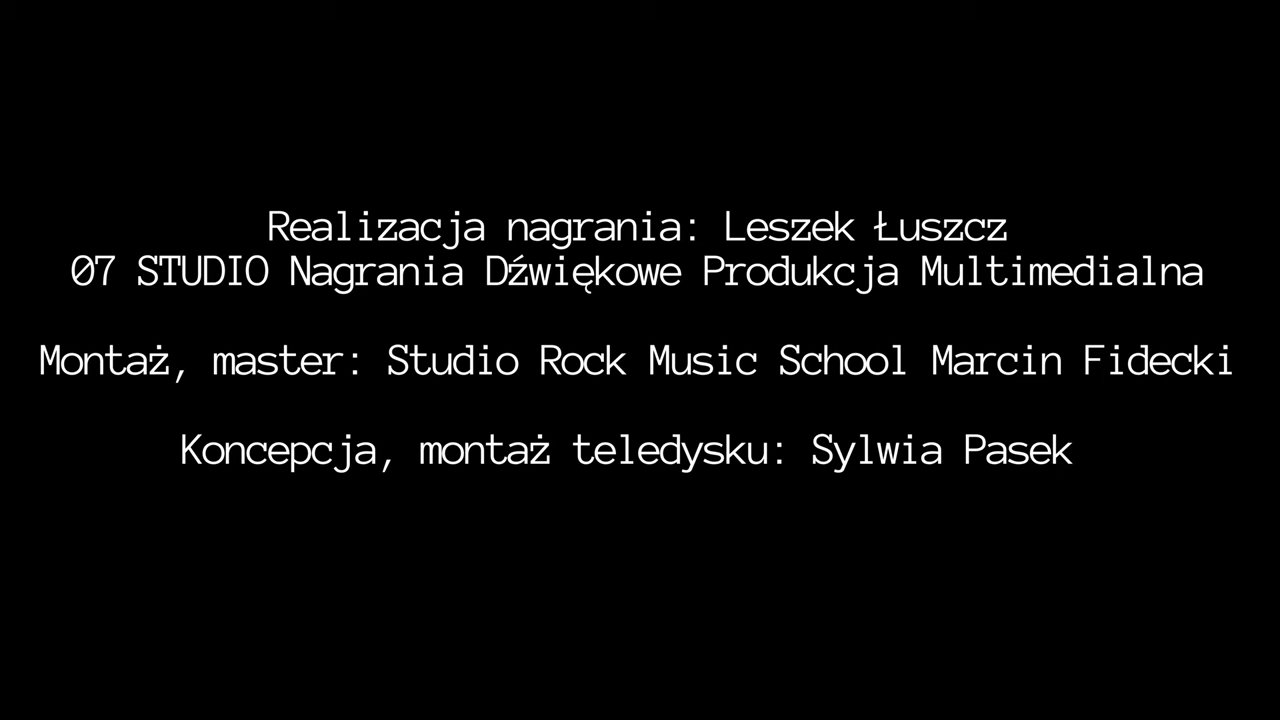 Realizacja nagrania: Leszek Łuszcz
07 STUDIO Nagrania Dźwiękowe Produkcja Multimedialna
Montaż, master: Studio Rock Music School Marcin Fidecki
Koncepcja, montaż teledysku: Sylwia Pasek